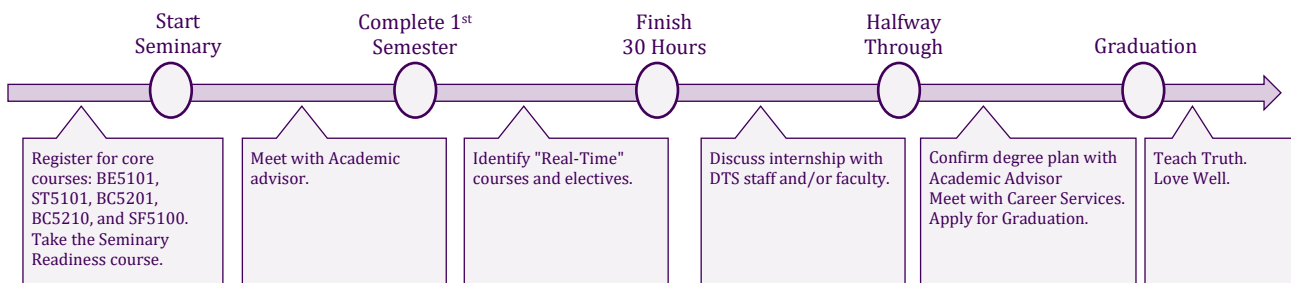 Start
Seminary
Complete 1st
Semester
Finish
30 Hours
Halfway
Through
Graduation
Register for core
courses: BE5101,
ST5101, BC5201,
BC5210, and SF5100.
Take the Seminary
Readiness course.
Meet with Academic
advisor.
Identify "Real-Time"
courses and electives.
Discuss internship with
DTS staff and/or faculty.
Confirm degree plan with
Academic Advisor
Meet with Career Services.
Apply for Graduation.
Teach Truth.
Love Well.